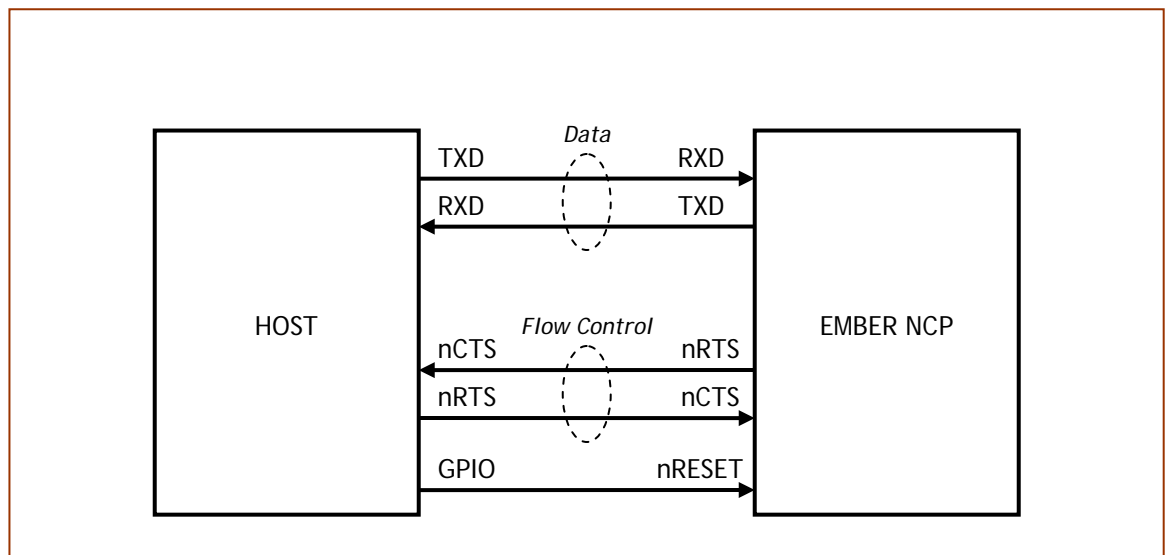 Data
TXD RXD
RXD TXD
HOST Flow Control EMBER NCP
nCTS nRTS
nRTS nCTS
GPIO nRESET